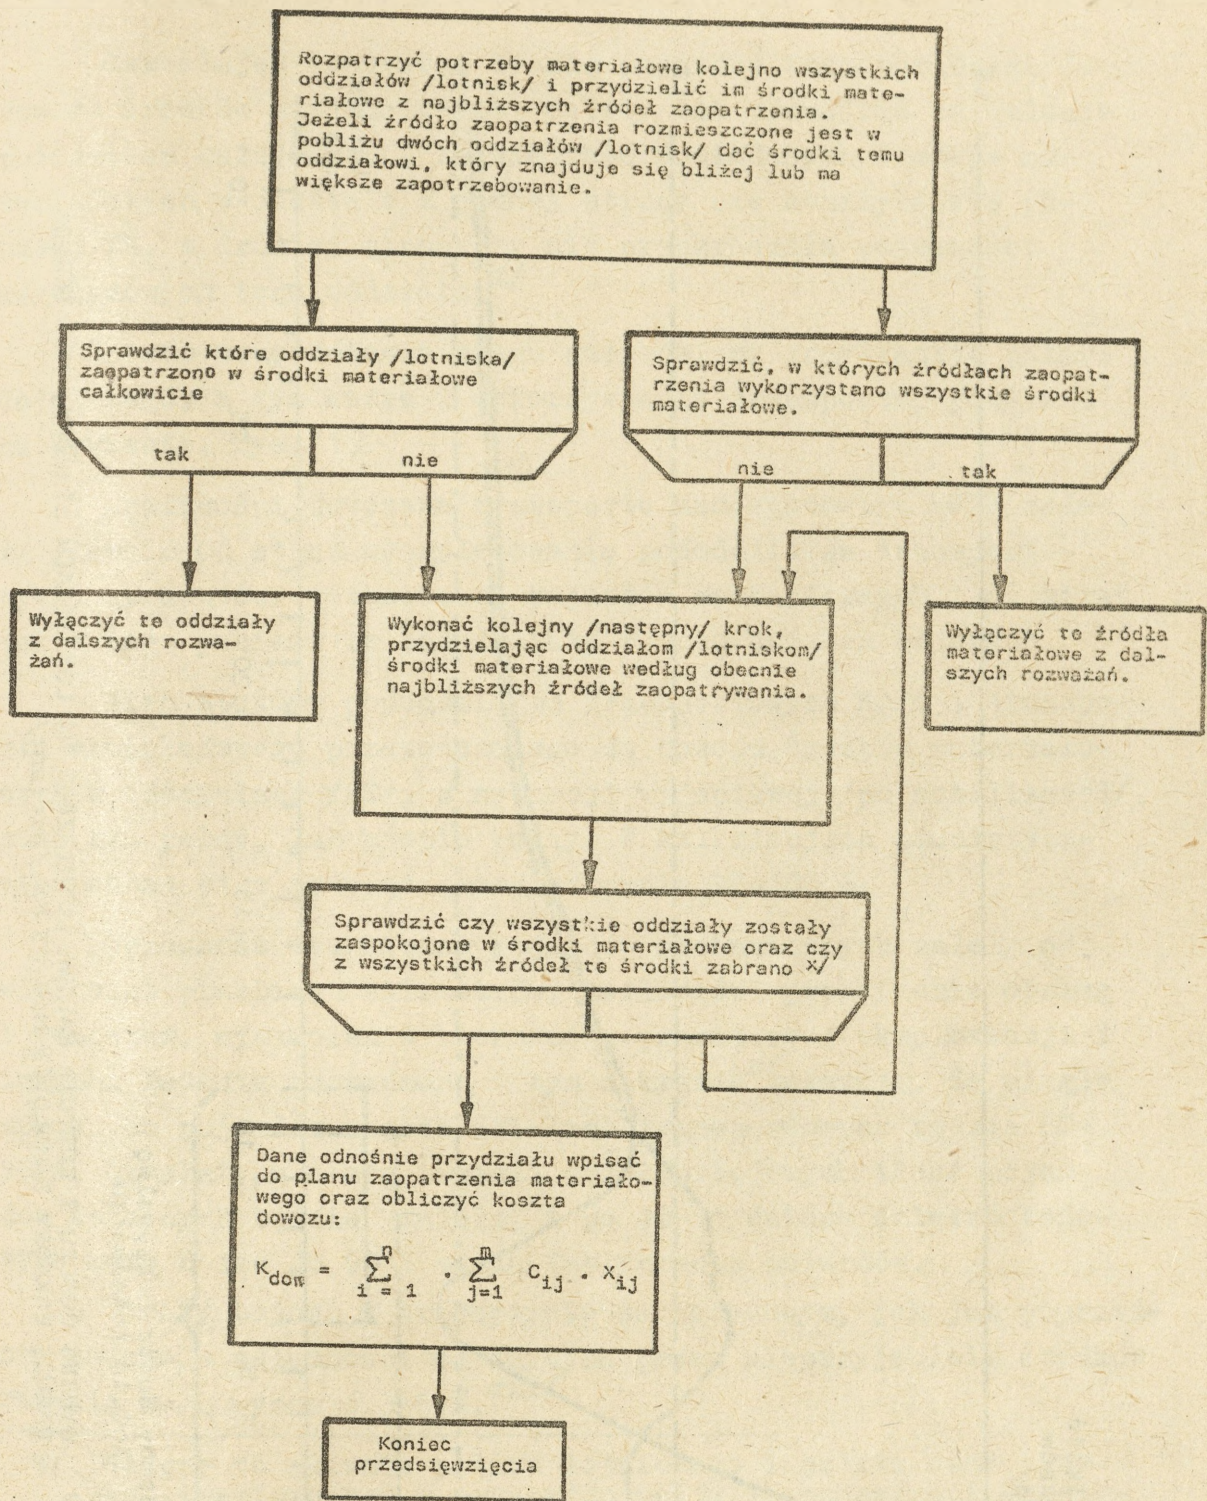 Rozpatrzyć potrzeby materiałowe kolejno wszystkich
oddziałów /lotnisk/ i przydzielić im środki mate-
riałowe z najbliższych źródeł zaopatrzenia.
Jeżeli źródło zaopatrzenia rozmieszczone jest w
pobliżu dwóch oddziałów /lotnisk/ dać środki temu
oddziałowi, który znajduje się bliżej lub ma
większe zapotrzebowanie.
Sprawdzić które oddziały /lotniska/
zaopatrzono w środki materiałowe
całkowicie
tak
nie
Sprawdzić, w których źródłach zaopat-
rzenia wykorzystano wszystkie środki
materiałowe.
nie
tak
Wyłączyć te oddziały
z dalszych rozwa-
żań.
Wykonać kolejny /następny/ krok,
przydzielając oddziałom /lotniskom/
środki materiałowe według obecnie
najbliższych źródeł zaopatrywania.
Wyłączyć te źródła
materiałowe z dal-
szych rozważań.
Sprawdzić czy wszystkie oddziały zostały
zaspokojone w środki materiałowe oraz czy
z wszystkich źródeł te środki zabrano x/
Dane odnośnie przydziału wpisać
do planu zaopatrzenia materiało-
wego oraz obliczyć koszta
dowozu:
K_dow = Σ_{i = 1}^{n} . Σ_{j=1}^{m} C_ij . X_ij
Koniec
przedsięwzięcia